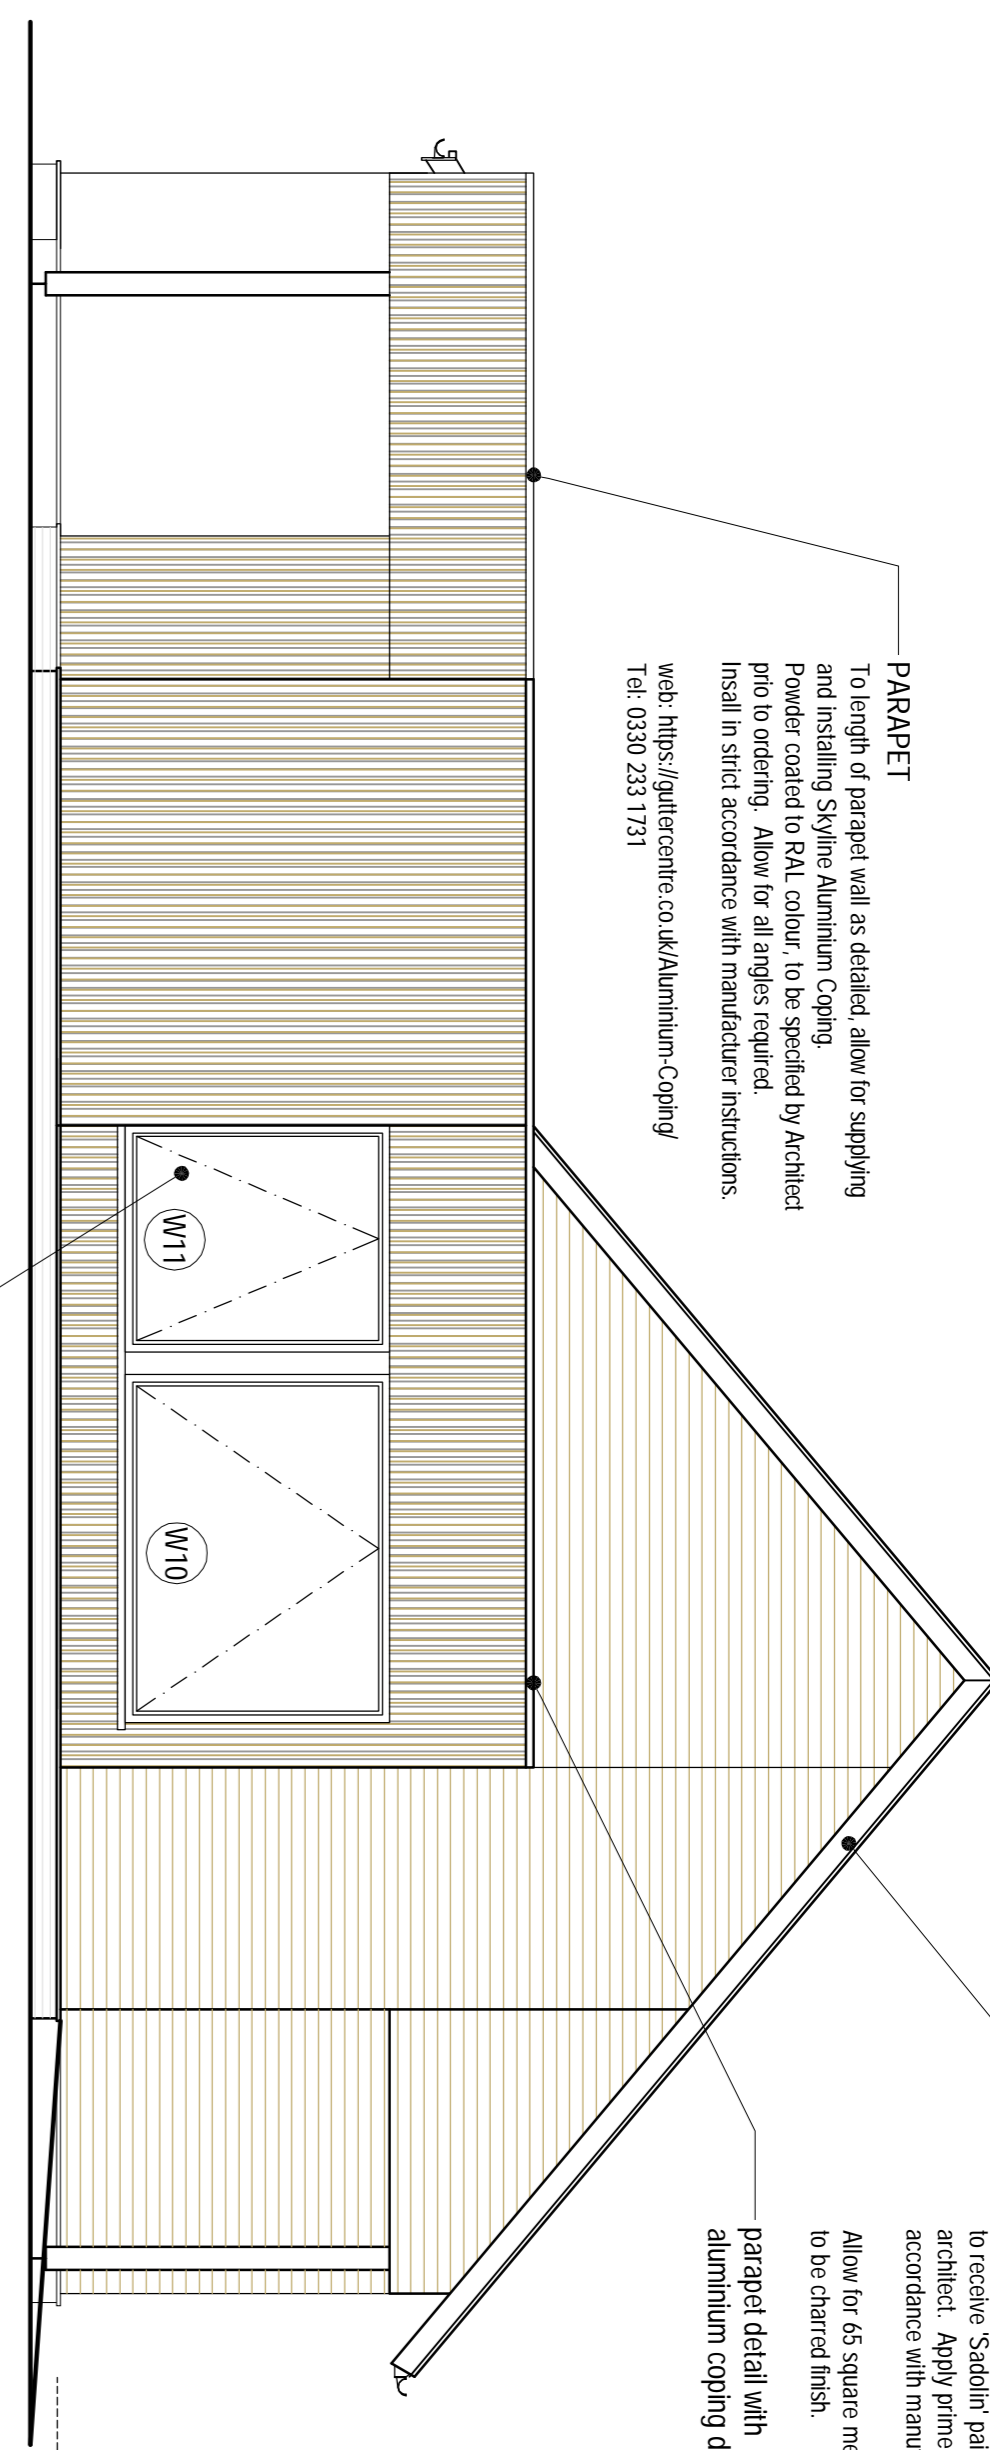 PARAPET
To length of parapet wall as detailed, allow for supplying
and installing Skyline Aluminium Coping.
Powder coated to RAL colour, to be specified by Architect
prio to ordering. Allow for all angles required.
Insall in strict accordance with manufacturer instructions.
web: https://guttercentre.co.uk/Aluminium-Coping/
Tel: 0330 233 1731
W11
W10
to receive 'Sadolin' pai
architect. Apply prime
accordance with manu
Allow for 65 square me
to be charred finish.
parapet detail with
aluminium coping d